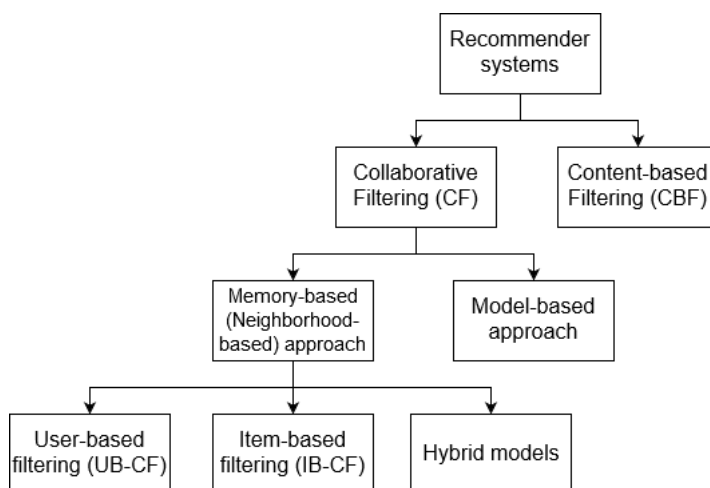 Recommender
systems
Collaborative
Filtering (CF)
Content-based
Filtering (CBF)
Memory-based
(Neighborhood-
based) approach
Model-based
approach
User-based
filtering (UB-CF)
Item-based
filtering (IB-CF)
Hybrid models